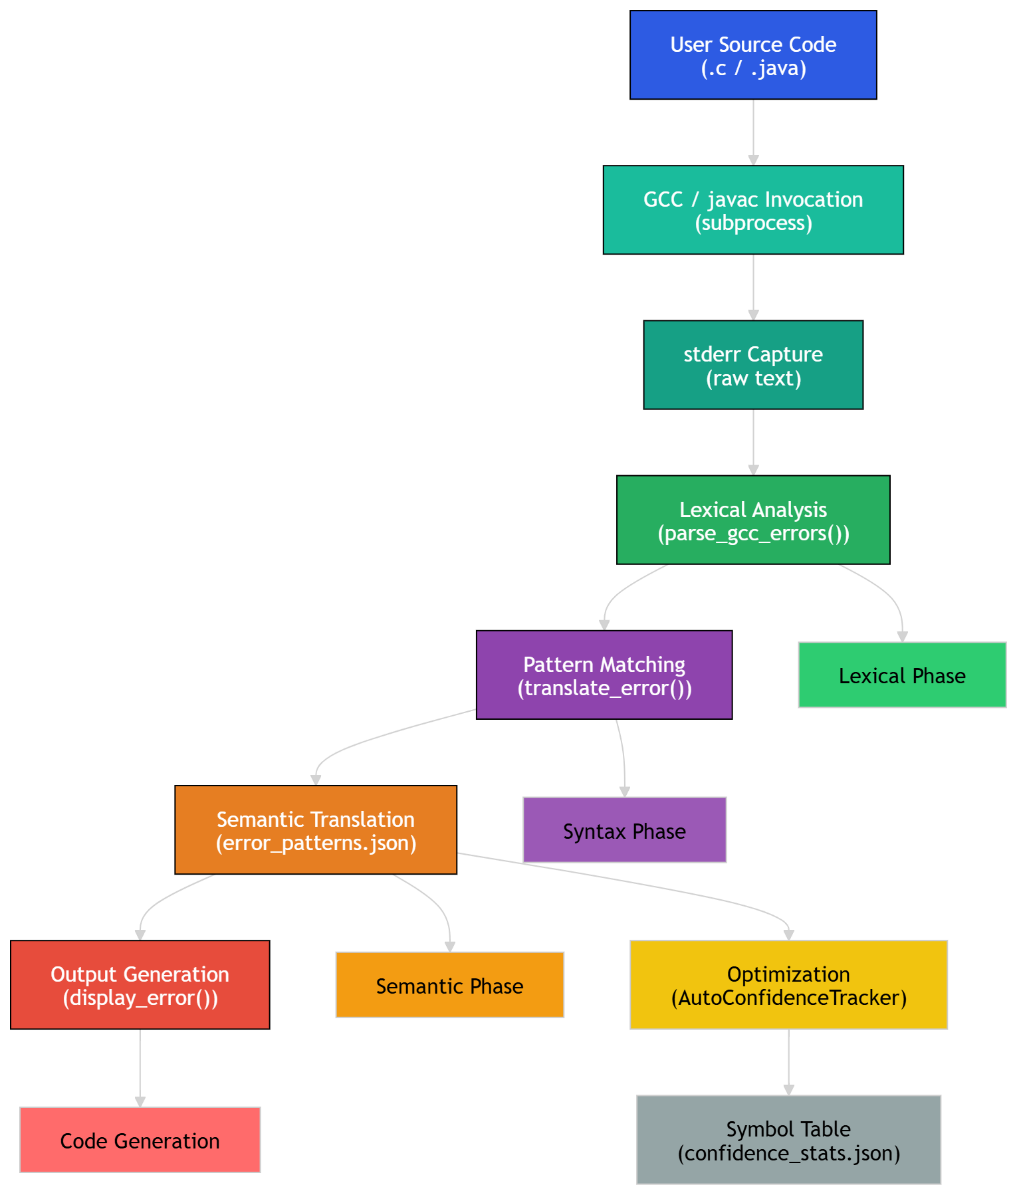 User Source Code
(.c / .java)
GCC / javac Invocation
(subprocess)
stderr Capture
(raw text)
Lexical Analysis
(parse_gcc_errors())
Pattern Matching
(translate_error())
Lexical Phase
Semantic Translation
(error_patterns.json)
Syntax Phase
Output Generation
(display_error())
Semantic Phase
Optimization
(AutoConfidenceTracker)
Code Generation
Symbol Table
(confidence_stats.json)